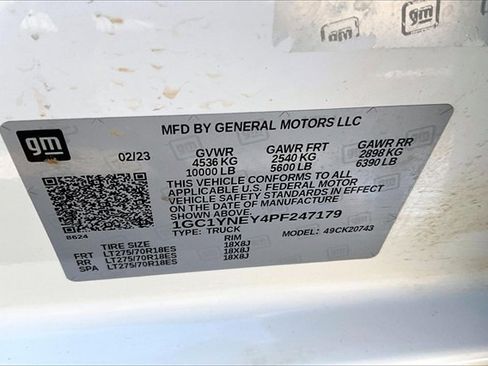 gm
gm
MFD BY GENERAL MOTORS LLC
02/23 GVWR GAWR FRT GAWR RR
4536 KG 2540 KG 2898 KG
10000 LB 5600 LB 6390 LB
THIS VEHICLE CONFORMS TO ALL
APPLICABLE U.S. FEDERAL MOTOR
VEHICLE SAFETY STANDARDS IN EFFECT
ON THE DATE OF MANUFACTURE SHOWN ABOVE
1GC1YNEY4PF247179
B624 TYPE: TRUCK MODEL: 49CK20743
TIRE SIZE RIM
FRT LT275/70R18ES 18X8J
RR LT275/70R18ES 18X8J
SPA LT275/70R18ES 18X8J